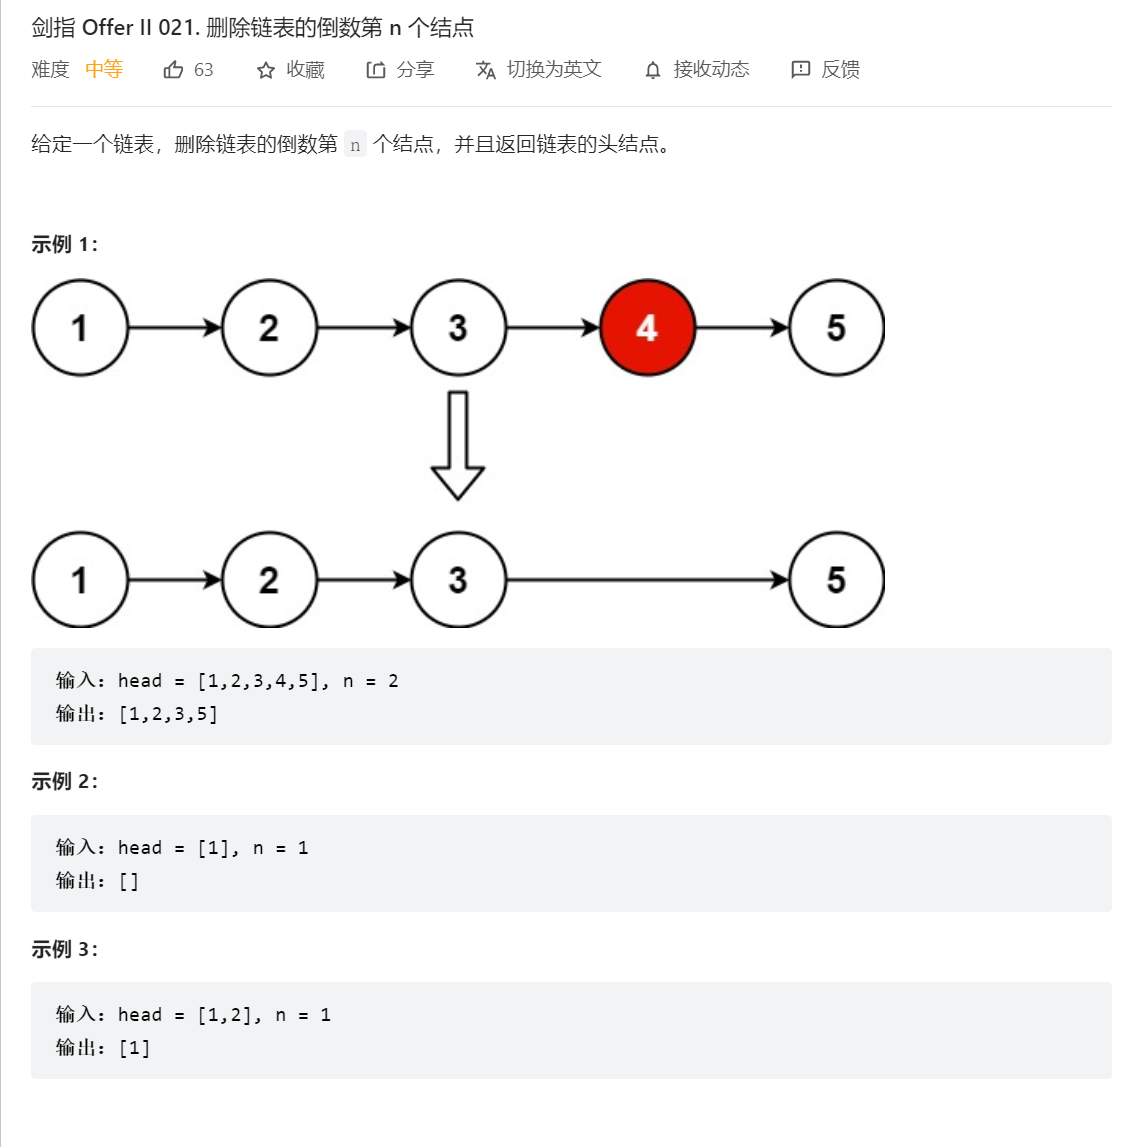 剑指 Offer II 021. 删除链表的倒数第 n 个结点
难度 中等 63 收藏 分享 切换为英文 接收动态 反馈
给定一个链表，删除链表的倒数第 n 个结点，并且返回链表的头结点。
示例 1：
1 2 3 4 5
1 2 3 5
输入：head = [1,2,3,4,5], n = 2
输出：[1,2,3,5]
示例 2：
输入：head = [1], n = 1
输出：[]
示例 3：
输入：head = [1,2], n = 1
输出：[1]